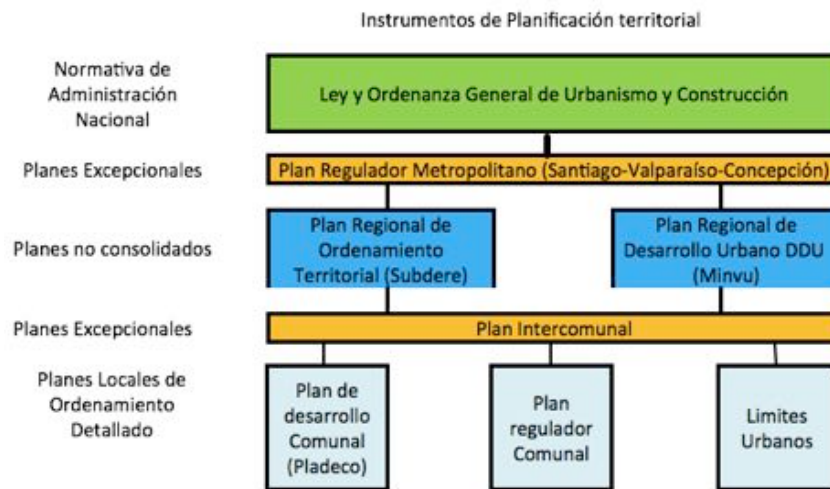 Instrumentos de Planificación territorial
Normativa de
Administración
Nacional
Ley y Ordenanza General de Urbanismo y Construcción
Planes Excepcionales
Plan Regulador Metropolitano (Santiago-Valparaíso-Concepción)
Planes no consolidados
Plan Regional de
Ordenamiento
Territorial (Subdere)
Plan Regional de
Desarrollo Urbano DDU
(Minvu)
Planes Excepcionales
Plan Intercomunal
Planes Locales de
Ordenamiento
Detallado
Plan de
desarrollo
Comunal
(Pladeco)
Plan
regulador
Comunal
Limites
Urbanos